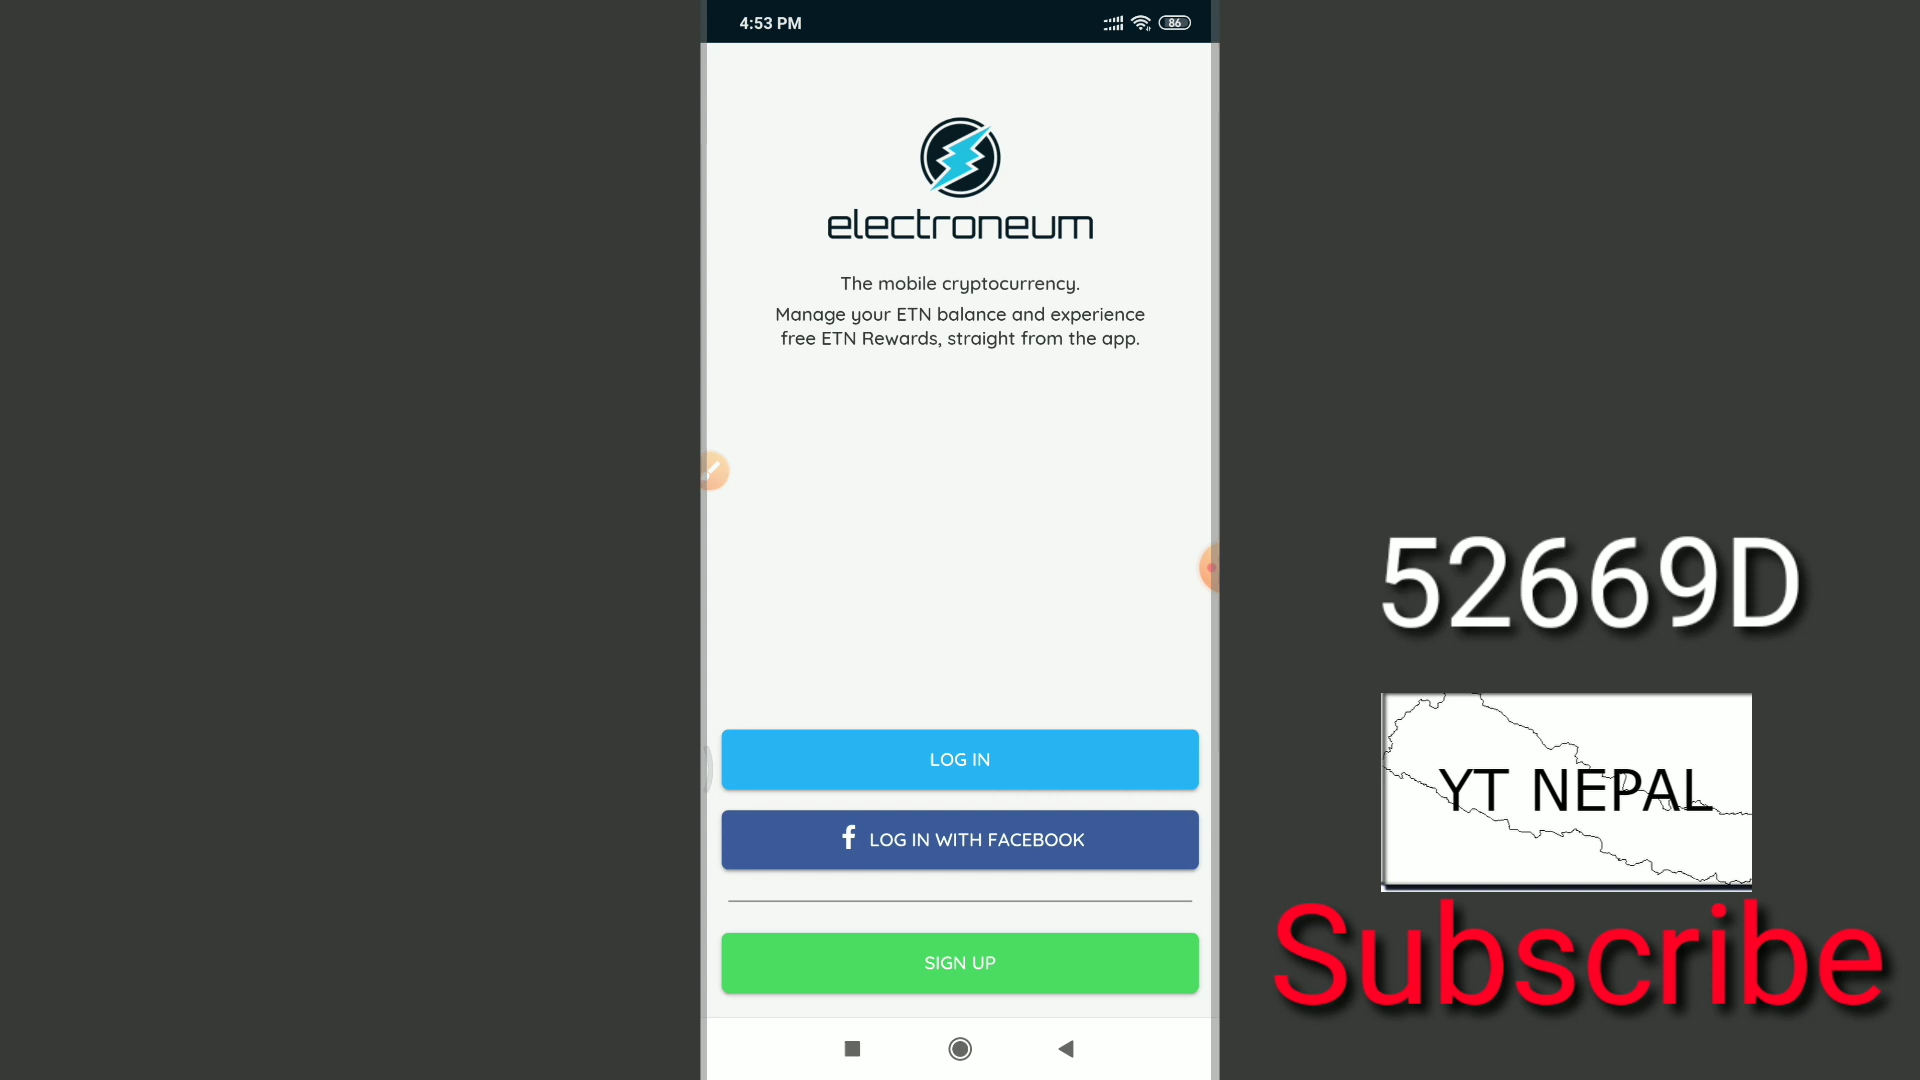 4:53 PM
86
electroneum
The mobile cryptocurrency.
Manage your ETN balance and experience
free ETN Rewards, straight from the app.
LOG IN
f LOG IN WITH FACEBOOK
SIGN UP
52669D
YT NEPAL
Subscribe